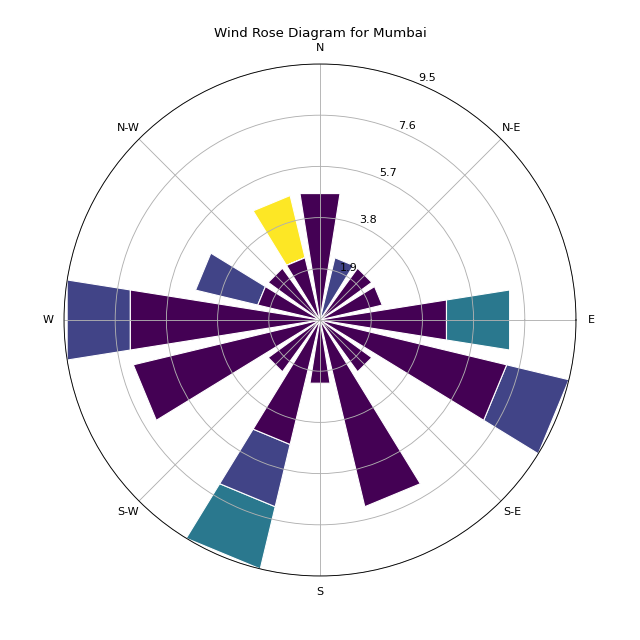 Wind Rose Diagram for Mumbai
N
9.5
N-W
N-E
7.6
5.7
3.8
1.9
W
E
S-W
S-E
S